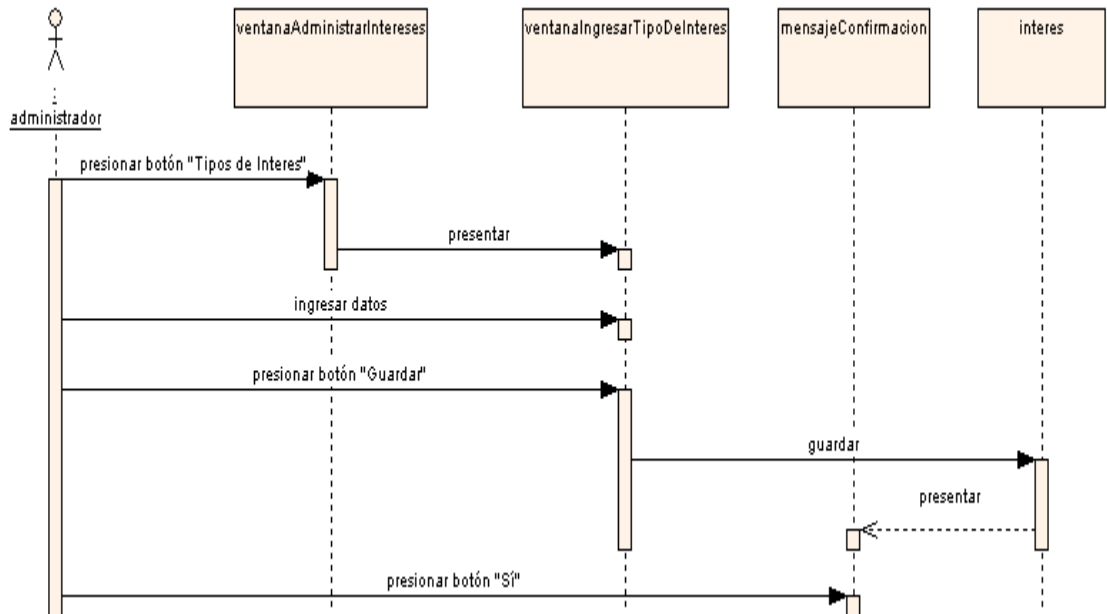 ventanaAdministrarIntereses
ventanaIngresarTipoDeInteres
mensajeConfirmacion
interes
:
administrador
presionar botón "Tipos de Interes"
presentar
ingresar datos
presionar botón "Guardar"
guardar
presentar
presionar botón "Sí"